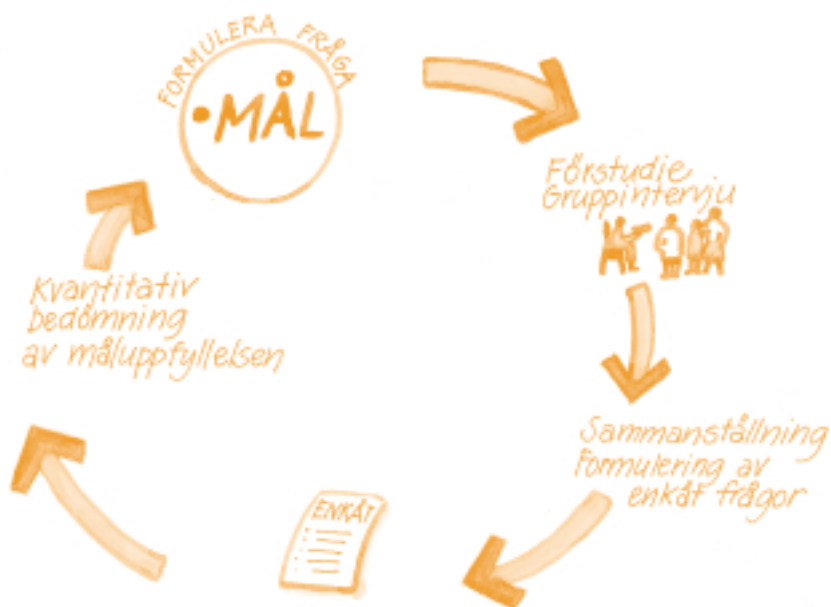 FORMULERA FRÅGA
•MÅL
Förstudie
Gruppintervju
Sammanställning
Formulering av
enkät frågor
ENKÄT
Kvantitativ
bedömning
av måluppfyllelsen